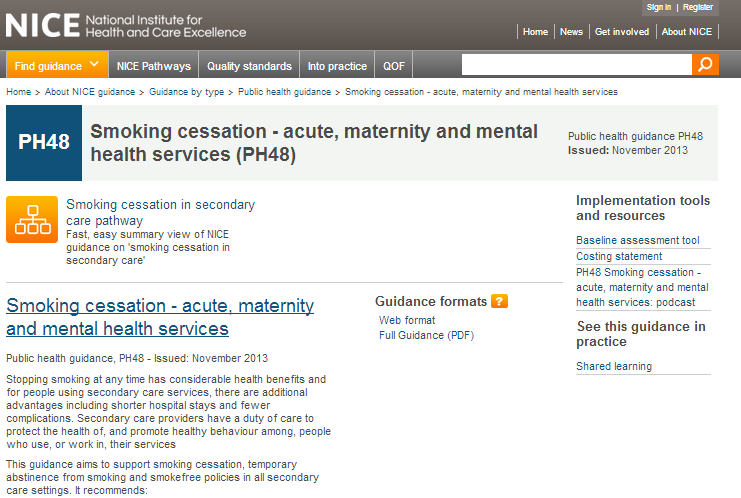 Sign in | Register
NICE National Institute for
Health and Care Excellence
Home | News | Get involved | About NICE
Find guidance
NICE Pathways
Quality standards
Into practice
QOF
Home > About NICE guidance > Guidance by type > Public health guidance > Smoking cessation - acute, maternity and mental health services
PH48
Smoking cessation - acute, maternity and mental
health services (PH48)
Public health guidance PH48
Issued: November 2013
Smoking cessation in secondary
care pathway
Fast, easy summary view of NICE
guidance on 'smoking cessation in
secondary care'
Smoking cessation - acute, maternity
and mental health services
Public health guidance, PH48 - Issued: November 2013
Stopping smoking at any time has considerable health benefits and
for people using secondary care services, there are additional
advantages including shorter hospital stays and fewer
complications. Secondary care providers have a duty of care to
protect the health of, and promote healthy behaviour among, people
who use, or work in, their services
This guidance aims to support smoking cessation, temporary
abstinence from smoking and smokefree policies in all secondary
care settings. It recommends:
Guidance formats ?
Web format
Full Guidance (PDF)
Implementation tools
and resources
Baseline assessment tool
Costing statement
PH48 Smoking cessation -
acute, maternity and mental
health services: podcast
See this guidance in
practice
Shared learning